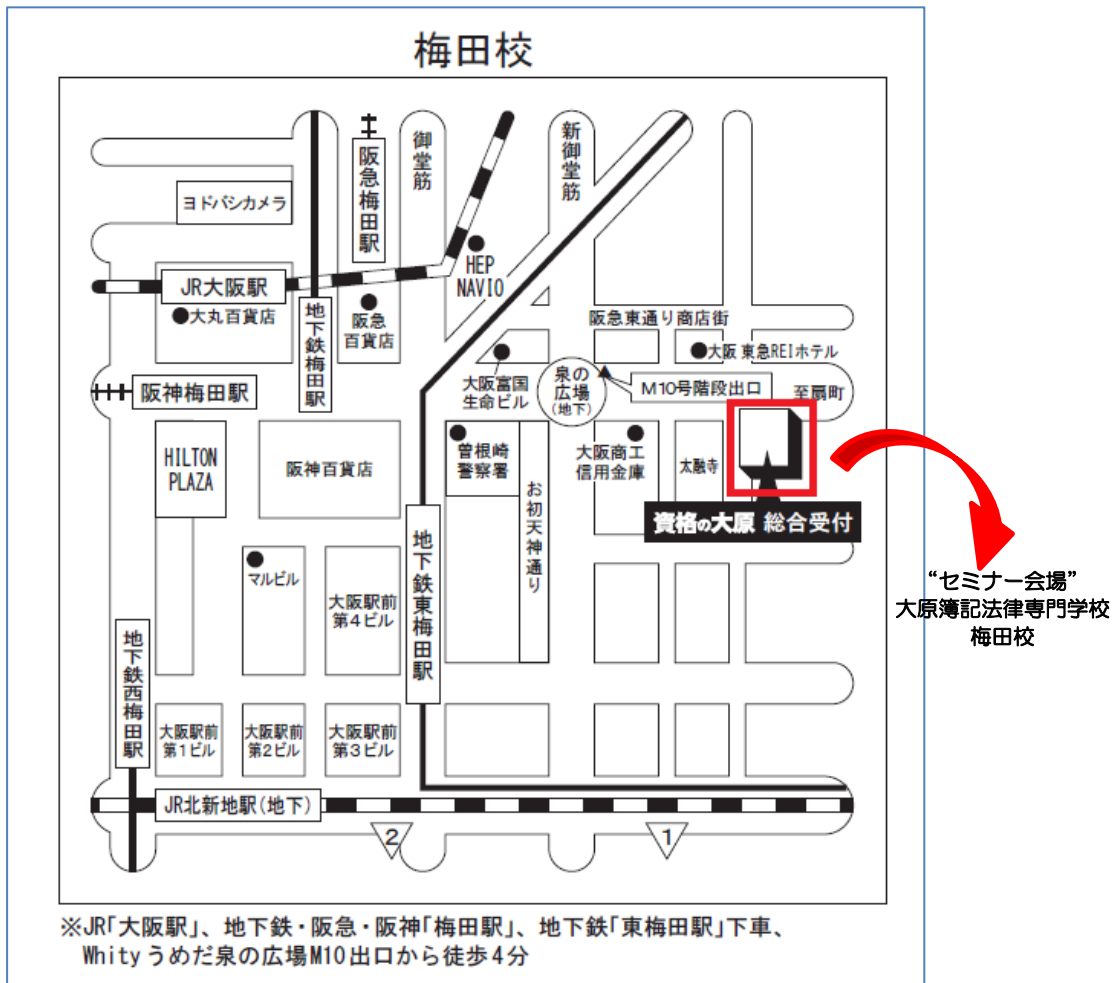 梅田校
御堂筋
新御堂筋
阪急梅田駅
ヨドバシカメラ
HEP
NAVIO
JR大阪駅
大丸百貨店
地下鉄梅田駅
阪急
百貨店
阪急東通り商店街
大阪 東急REIホテル
大阪富国
生命ビル
泉の
広場
(地下)
M10号階段出口
至扇町
阪神梅田駅
HILTON
PLAZA
阪神百貨店
曽根崎
警察署
お初天神通り
大阪商工
信用金庫
太融寺
資格の大原 総合受付
地下鉄東梅田駅
マルビル
大阪駅前
第4ビル
“セミナー会場”
大原簿記法律専門学校
梅田校
地下鉄西梅田駅
大阪駅前
第1ビル
大阪駅前
第2ビル
大阪駅前
第3ビル
JR北新地駅(地下)
2
1
※JR「大阪駅」、地下鉄・阪急・阪神「梅田駅」、地下鉄「東梅田駅」下車、
Whityうめだ泉の広場M10出口から徒歩4分